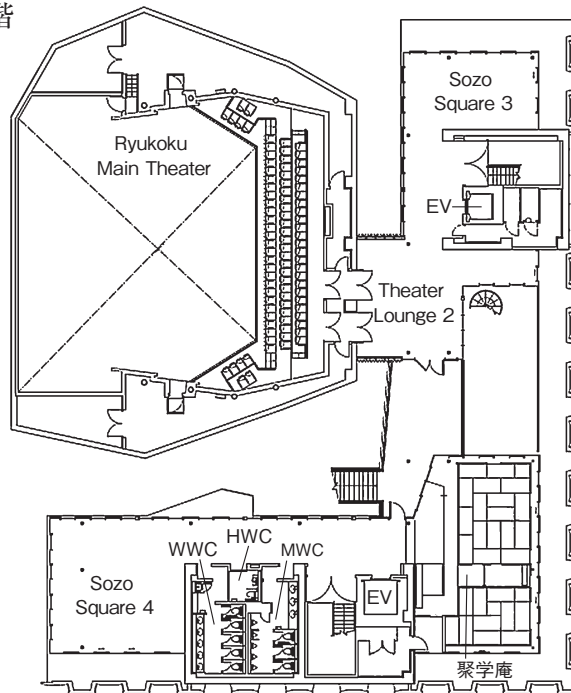 階
Sozo
Square 3
Ryukoku
Main Theater
EV
Theater
Lounge 2
HWC
WWC
MWC
Sozo
Square 4
EV
聚学庵